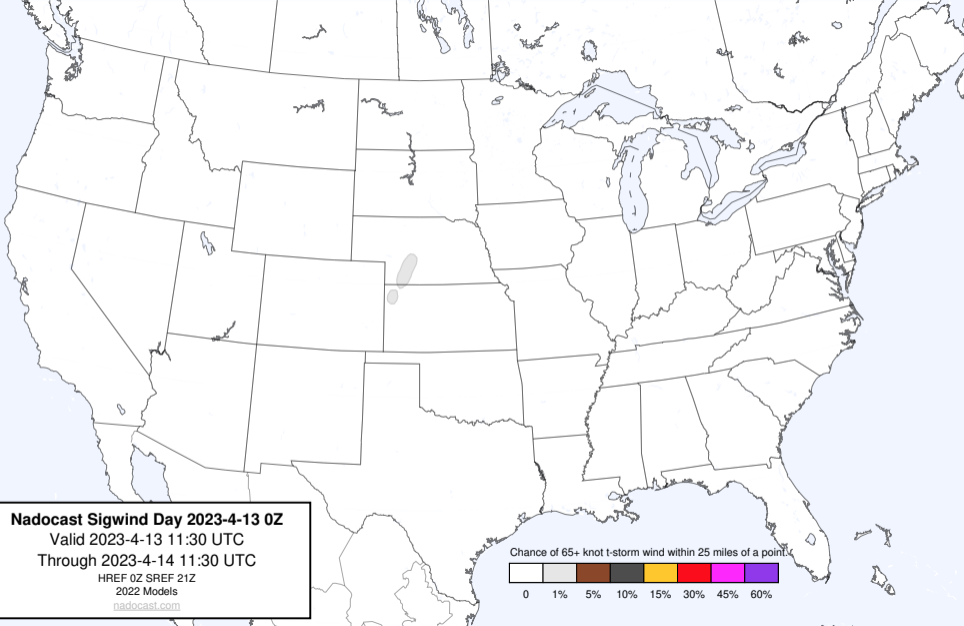 Nadocast Sigwind Day 2023-4-13 0Z
Valid 2023-4-13 11:30 UTC
Through 2023-4-14 11:30 UTC
HREF 0Z SREF 21Z
2022 Models
nadocast.com
Chance of 65+ knot t-storm wind within 25 miles of a point.
0 1% 5% 10% 15% 30% 45% 60%